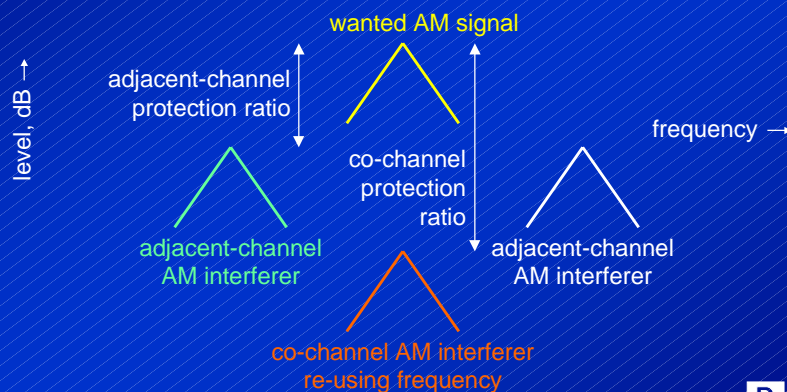 wanted AM signal
level, dB →
adjacent-channel
protection ratio
frequency →
co-channel
protection
ratio
adjacent-channel
AM interferer
adjacent-channel
AM interferer
co-channel AM interferer
re-using frequency